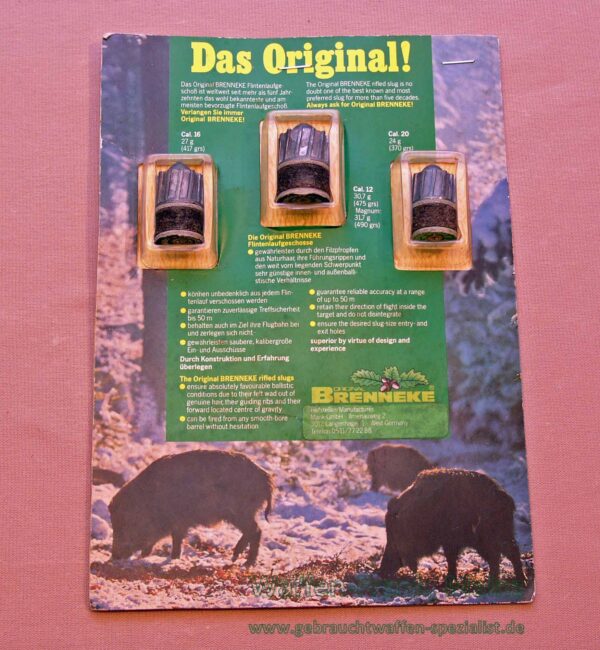 Das Original!
Das Original BRENNEKE Flintenlaufge-
schoß ist weltweit seit mehr als fünf Jahr-
zehnten das wohl bekannteste und am
meisten bevorzugte Flintenlaufgeschoß.
Verlangen Sie immer
Original BRENNEKE!
The Original BRENNEKE rifled slug is no
doubt one of the best known and most
preferred slug for more than five decades.
Always ask for Original BRENNEKE!
Cal. 16
27 g
(417 grs)
Cal. 20
24 g
(370 grs)
Cal. 12
30,7 g
(475 grs)
Magnum:
31,7 g
(490 grs)
Die Original BRENNEKE
Flintenlaufgeschosse
gewährleisten durch den Filzpfropfen
aus Naturhaar, ihre Führungsrippen und
den weit vorn liegenden Schwerpunkt
sehr günstige innen- und außenballi-
stische Verhältnisse
können unbedenklich aus jedem Flin-
tenlauf verschossen werden
garantieren zuverlässige Treffsicherheit
bis 50 m
behalten auch im Ziel ihre Flugbahn bei
und zerlegen sich nicht
gewährleisten saubere, kalibergroße
Ein- und Ausschüsse
Durch Konstruktion und Erfahrung
überlegen
The Original BRENNEKE rifled slugs
ensure absolutely favourable ballistic
conditions due to their felt wad out of
genuine hair, their guiding ribs and their
forward located centre of gravity
can be fired from any smooth-bore
barrel without hesitation
guarantee reliable accuracy at a range
of up to 50 m
retain their direction of flight inside the
target and do not disintegrate
ensure the desired slug-size entry- and
exit holes
superior by virtue of design and
experience
ORIGINAL
BRENNEKE
Hersteller/Manufacturer
GmbH · Ilmenauweg 2
Langenhagen · West Germany
Telefon
www.gebrauchtwaffen-spezialist.de